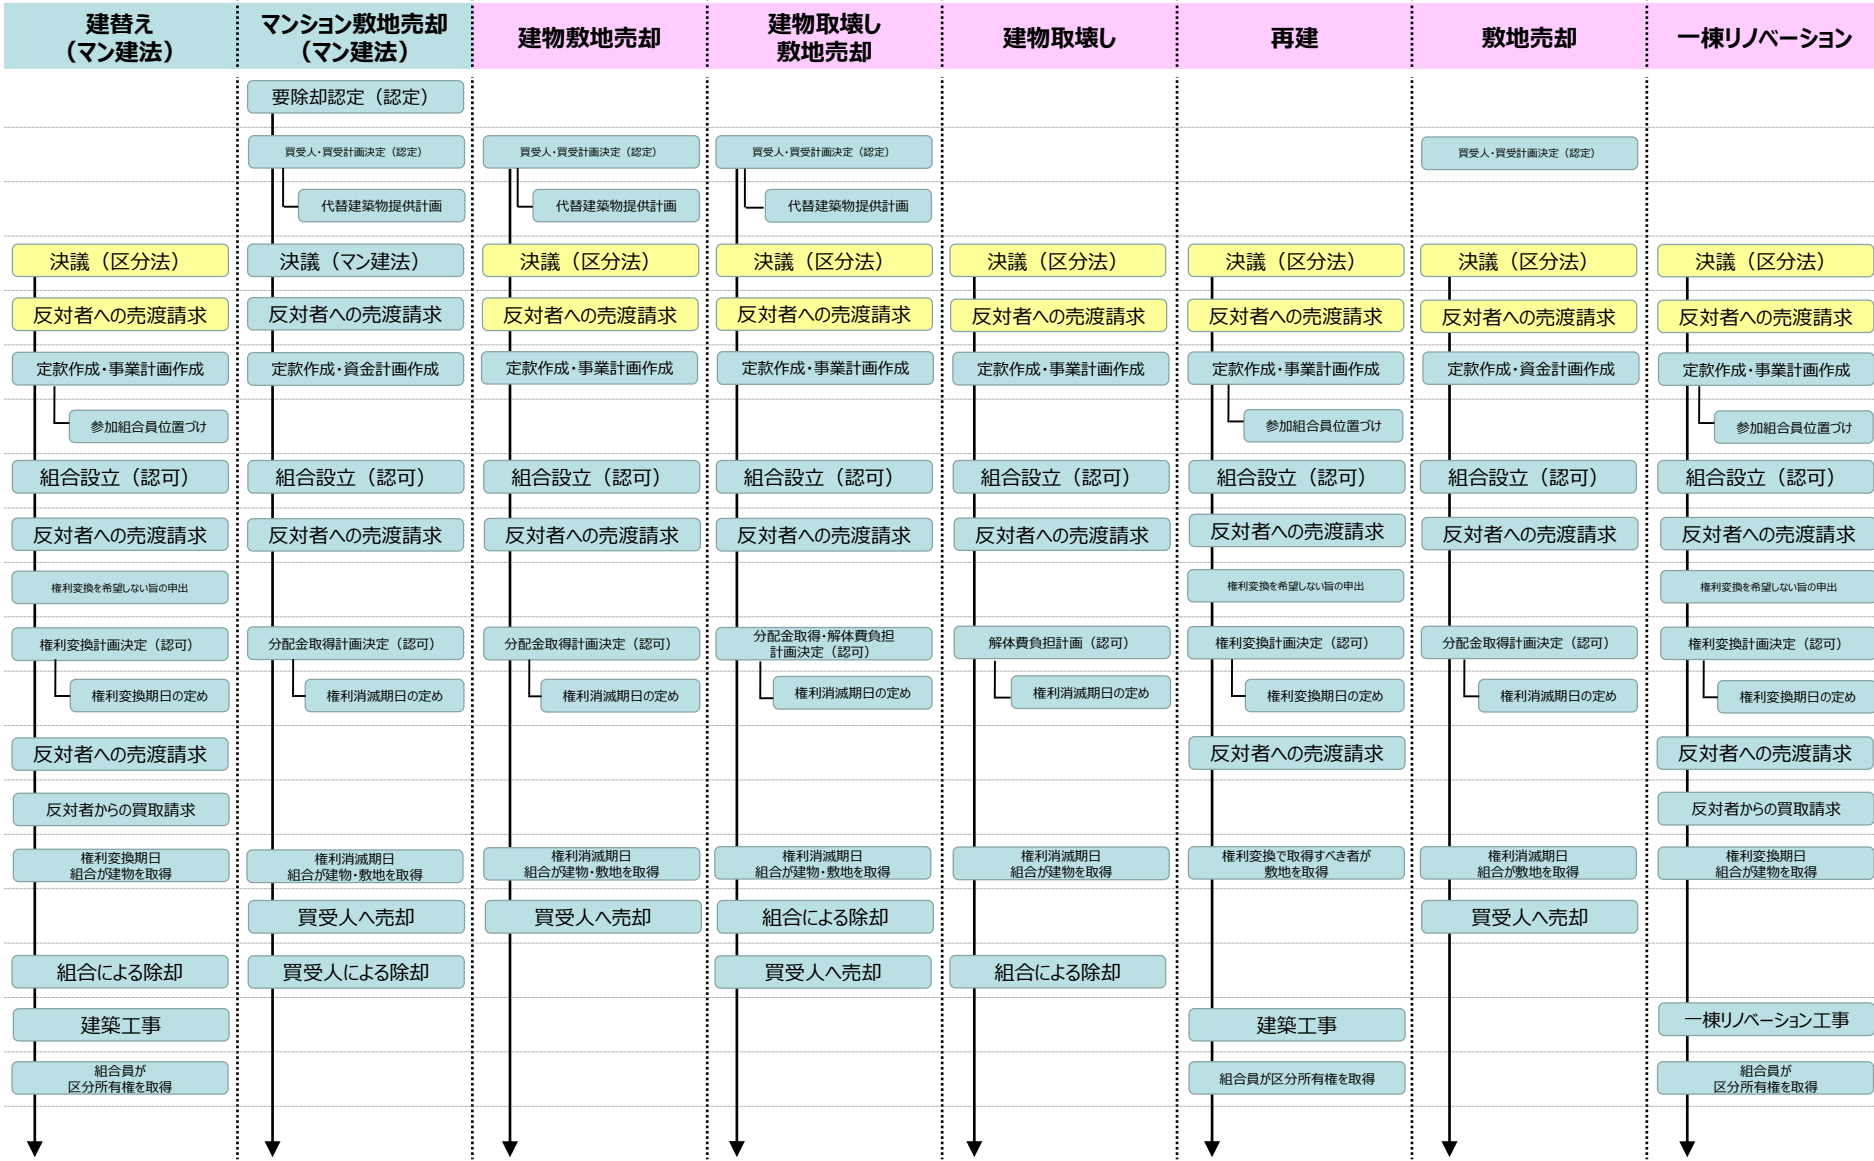 建替え
（マン建法）
マンション敷地売却
（マン建法）
建物敷地売却
建物取壊し
敷地売却
建物取壊し
再建
敷地売却
一棟リノベーション
要除却認定（認定）
買受人・買受計画決定（認定）
買受人・買受計画決定（認定）
買受人・買受計画決定（認定）
買受人・買受計画決定（認定）
代替建築物提供計画
代替建築物提供計画
代替建築物提供計画
決議（区分法）
決議（マン建法）
決議（区分法）
決議（区分法）
決議（区分法）
決議（区分法）
決議（区分法）
決議（区分法）
反対者への売渡請求
反対者への売渡請求
反対者への売渡請求
反対者への売渡請求
反対者への売渡請求
反対者への売渡請求
反対者への売渡請求
反対者への売渡請求
定款作成・事業計画作成
定款作成・資金計画作成
定款作成・事業計画作成
定款作成・事業計画作成
定款作成・事業計画作成
定款作成・事業計画作成
定款作成・資金計画作成
定款作成・事業計画作成
参加組合員位置づけ
参加組合員位置づけ
参加組合員位置づけ
組合設立（認可）
組合設立（認可）
組合設立（認可）
組合設立（認可）
組合設立（認可）
組合設立（認可）
組合設立（認可）
組合設立（認可）
反対者への売渡請求
反対者への売渡請求
反対者への売渡請求
反対者への売渡請求
反対者への売渡請求
反対者への売渡請求
反対者への売渡請求
反対者への売渡請求
権利変換を希望しない旨の申出
権利変換を希望しない旨の申出
権利変換を希望しない旨の申出
権利変換計画決定（認可）
分配金取得計画決定（認可）
分配金取得計画決定（認可）
分配金取得・解体費負担
計画決定（認可）
解体費負担計画（認可）
権利変換計画決定（認可）
分配金取得計画決定（認可）
権利変換計画決定（認可）
権利変換期日の定め
権利消滅期日の定め
権利消滅期日の定め
権利消滅期日の定め
権利消滅期日の定め
権利変換期日の定め
権利消滅期日の定め
権利変換期日の定め
反対者への売渡請求
反対者への売渡請求
反対者への売渡請求
反対者からの買取請求
反対者からの買取請求
権利変換期日
組合が建物を取得
権利消滅期日
組合が建物・敷地を取得
権利消滅期日
組合が建物・敷地を取得
権利消滅期日
組合が建物・敷地を取得
権利消滅期日
組合が建物を取得
権利変換で取得すべき者が
敷地を取得
権利消滅期日
組合が敷地を取得
権利変換期日
組合が建物を取得
買受人へ売却
買受人へ売却
組合による除却
買受人へ売却
組合による除却
買受人による除却
買受人へ売却
組合による除却
建築工事
建築工事
一棟リノベーション工事
組合員が
区分所有権を取得
組合員が区分所有権を取得
組合員が
区分所有権を取得